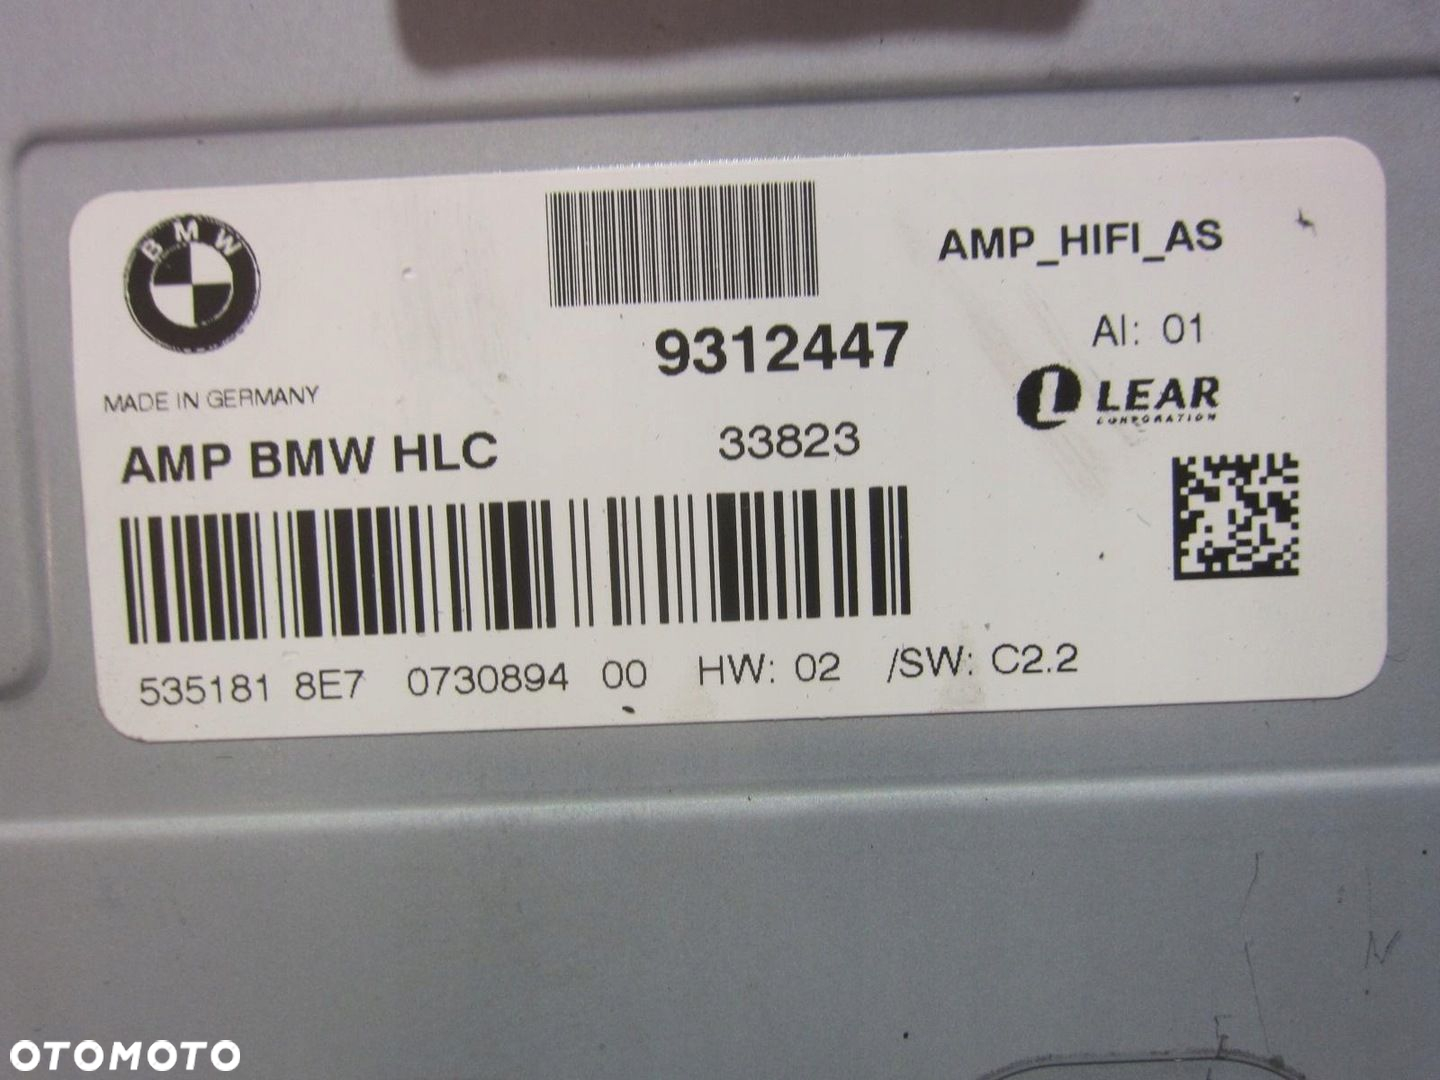 BMW
AMP_HIFI_AS
9312447
AI: 01
MADE IN GERMANY
LEAR
CORPORATION
AMP BMW HLC
33823
535181 8E7 0730894 00 HW: 02 /SW: C2.2
OTOMOTO